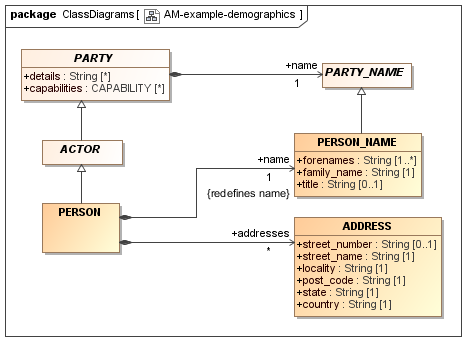 package ClassDiagrams [ AM-example-demographics ]
PARTY
+details : String [*]
+capabilities : CAPABILITY [*]
+name
1
PARTY_NAME
ACTOR
PERSON_NAME
+forenames : String [1..*]
+family_name : String [1]
+title : String [0..1]
+name
1
{redefines name}
PERSON
+addresses
*
ADDRESS
+street_number : String [0..1]
+street_name : String [1]
+locality : String [1]
+post_code : String [1]
+state : String [1]
+country : String [1]